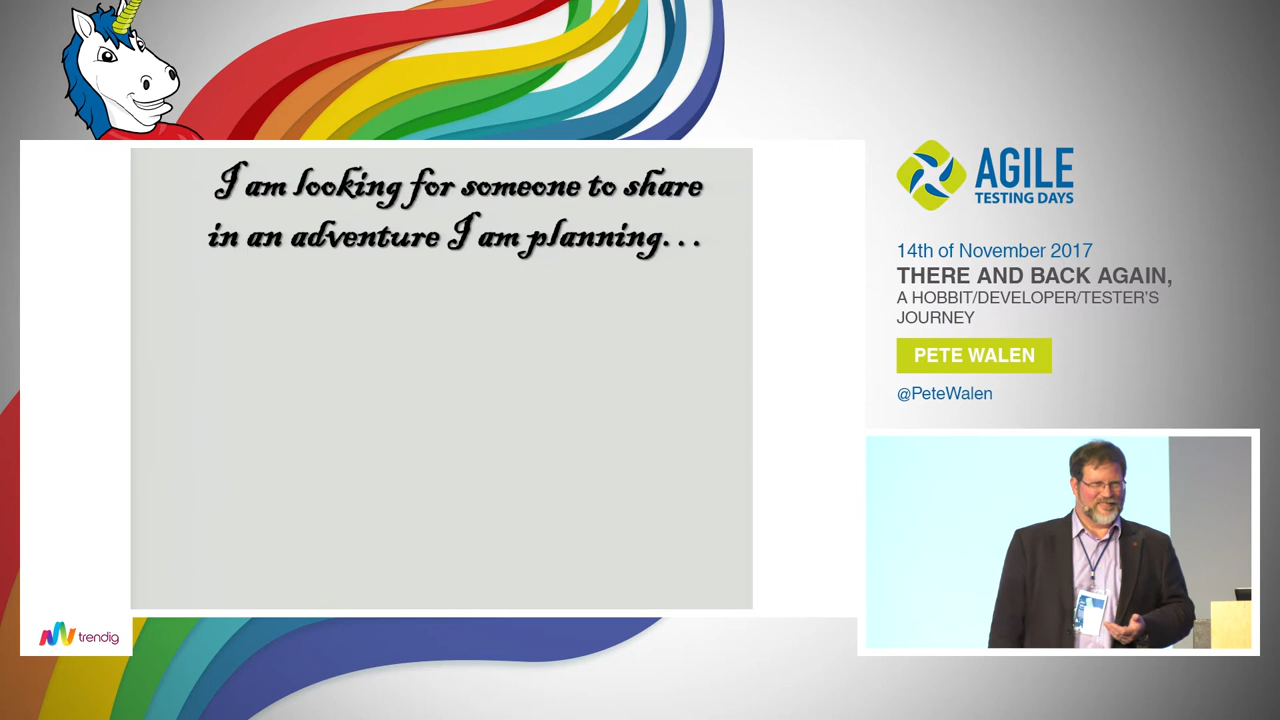 I am looking for someone to share
in an adventure I am planning...
AGILE
TESTING DAYS
14th of November 2017
THERE AND BACK AGAIN,
A HOBBIT/DEVELOPER/TESTER'S
JOURNEY
PETE WALEN
@PeteWalen
trendig